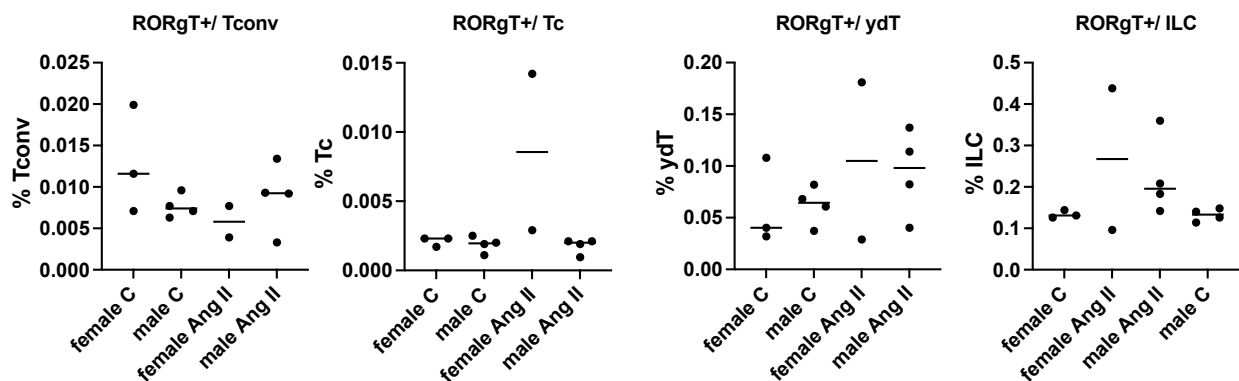 RORgT+/ Tconv
% Tconv
0.025
0.020
0.015
0.010
0.005
0.000
female C
male C
female Ang II
male Ang II
RORgT+/ Tc
% Tc
0.015
0.010
0.005
0.000
female C
male C
female Ang II
male Ang II
RORgT+/ ydT
% ydT
0.20
0.15
0.10
0.05
0.00
female C
male C
female Ang II
male Ang II
RORgT+/ ILC
% ILC
0.5
0.4
0.3
0.2
0.1
0.0
female C
female Ang II
male Ang II
male C